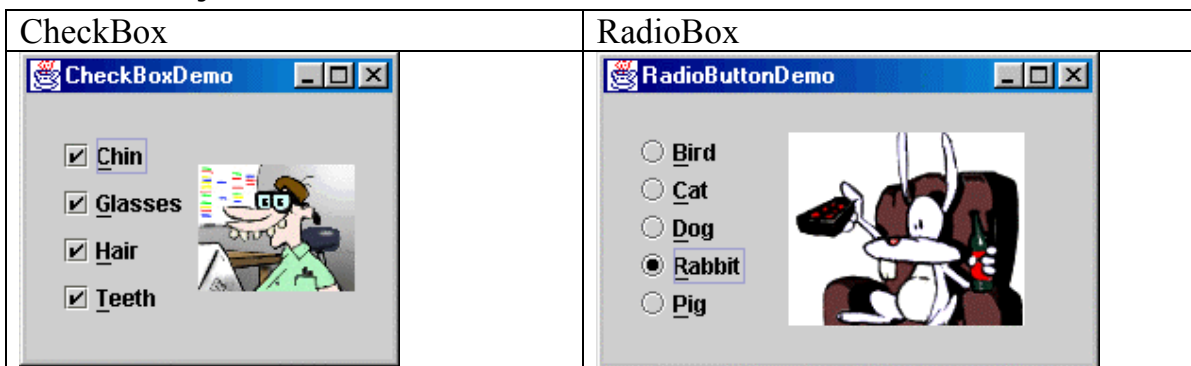 CheckBox
RadioBox
CheckBoxDemo
Chin
Glasses
Hair
Teeth
RadioButtonDemo
Bird
Cat
Dog
Rabbit
Pig